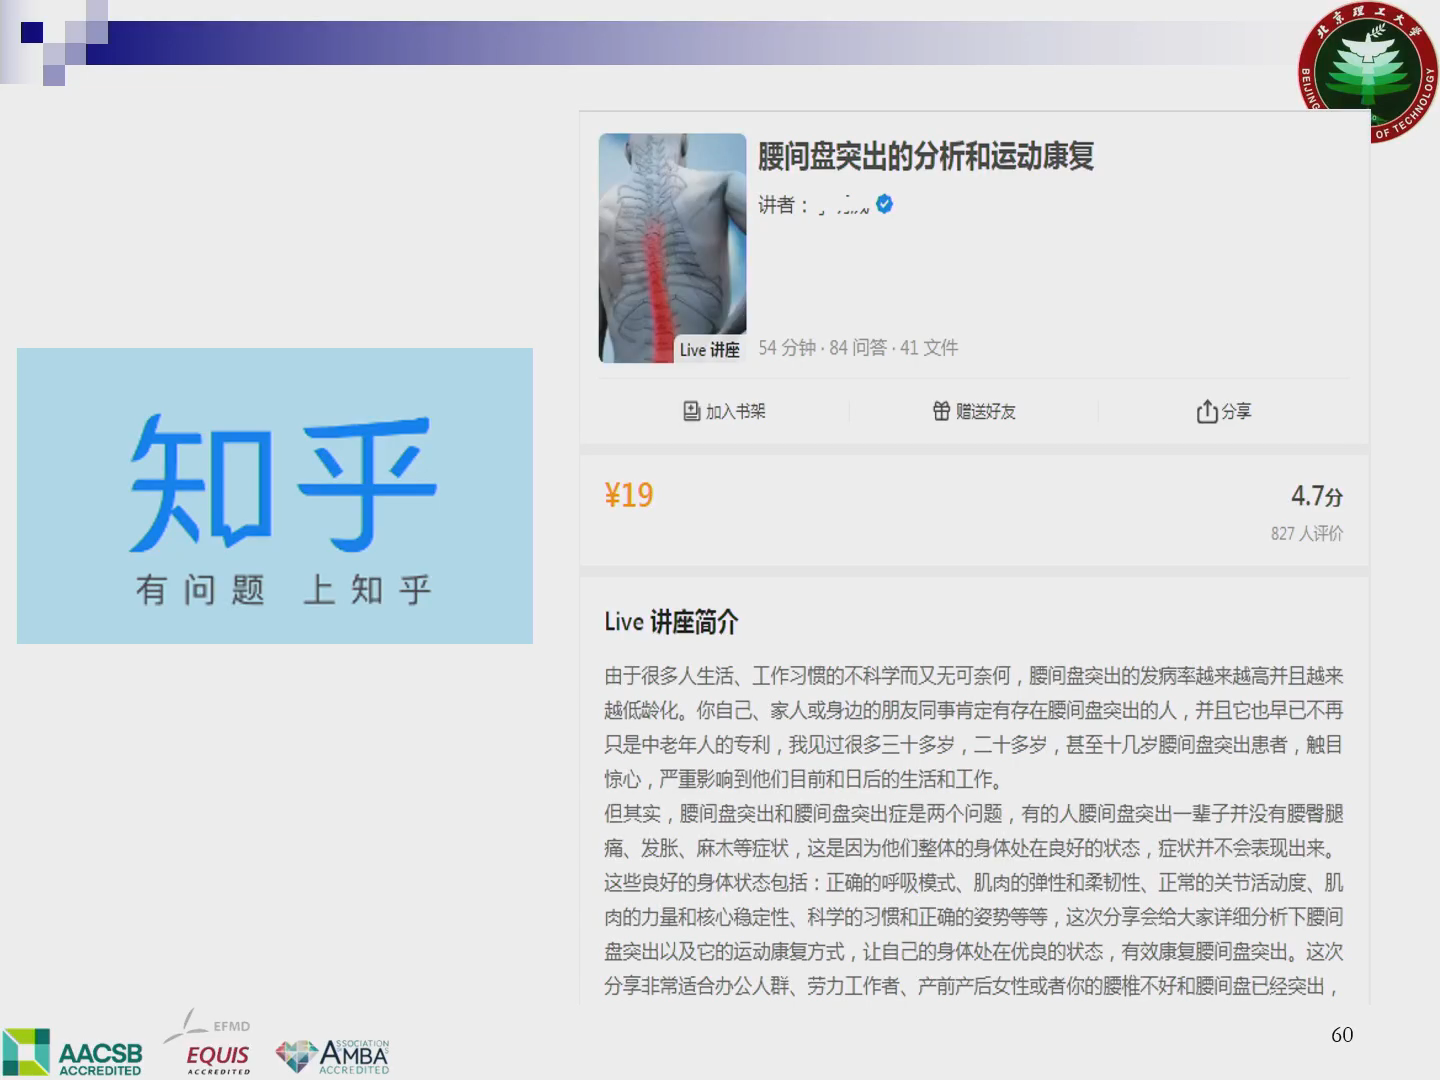 北京理工大学
OF TECHNOLOGY
腰间盘突出的分析和运动康复
讲者：
Live 讲座
54 分钟 · 84 问答 · 41 文件
加入书架
赠送好友
分享
¥19
4.7分
827 人评价
知乎
有问题 上知乎
Live 讲座简介
由于很多人生活、工作习惯的不科学而又无可奈何，腰间盘突出的发病率越来越高并且越来
越低龄化。你自己、家人或身边的朋友同事肯定有存在腰间盘突出的人，并且它也早已不再
只是中老年人的专利，我见过很多三十多岁，二十多岁，甚至十几岁腰间盘突出患者，触目
惊心，严重影响到他们目前和日后的生活和工作。
但其实，腰间盘突出和腰间盘突出症是两个问题，有的人腰间盘突出一辈子并没有腰臀腿
痛、发胀、麻木等症状，这是因为他们整体的身体处在良好的状态，症状并不会表现出来。
这些良好的身体状态包括：正确的呼吸模式、肌肉的弹性和柔韧性、正常的关节活动度、肌
肉的力量和核心稳定性、科学的习惯和正确的姿势等等，这次分享会给大家详细分析下腰间
盘突出以及它的运动康复方式，让自己的身体处在优良的状态，有效康复腰间盘突出。这次
分享非常适合办公人群、劳力工作者、产前产后女性或者你的腰椎不好和腰间盘已经突出，
AACSB
ACCREDITED
EFMD
EQUIS
ACCREDITED
ASSOCIATION
AMBA'S
ACCREDITED
60